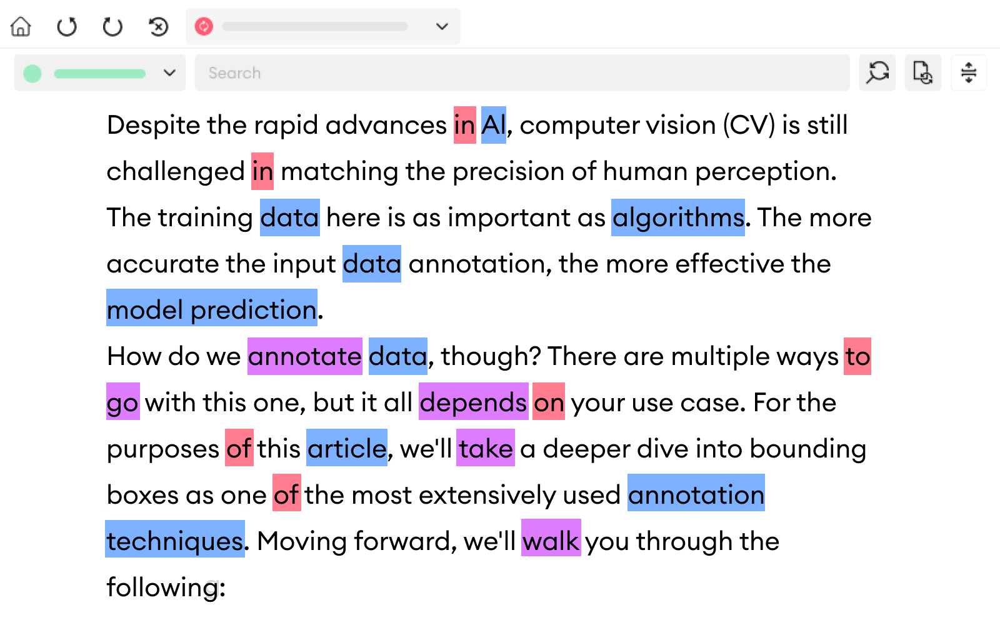 Search
Despite the rapid advances in AI, computer vision (CV) is still
challenged in matching the precision of human perception.
The training data here is as important as algorithms. The more
accurate the input data annotation, the more effective the
model prediction.
How do we annotate data, though? There are multiple ways to
go with this one, but it all depends on your use case. For the
purposes of this article, we'll take a deeper dive into bounding
boxes as one of the most extensively used annotation
techniques. Moving forward, we'll walk you through the
following: